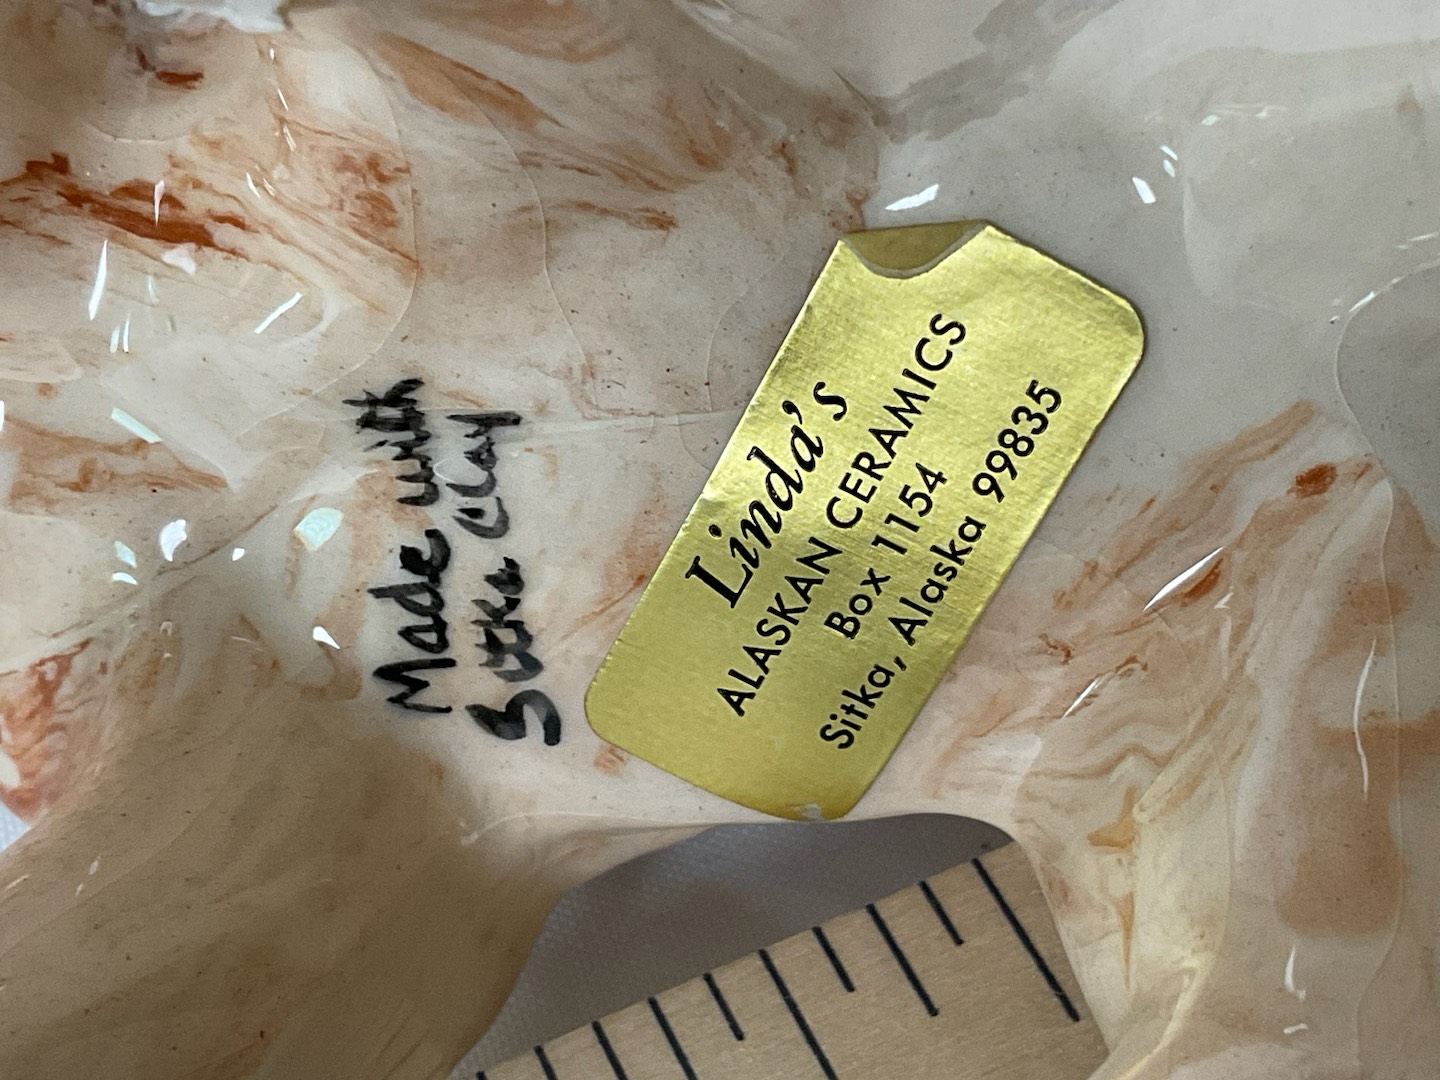 Made with
Sitka Clay
Linda's
ALASKAN CERAMICS
Box 1154
Sitka, Alaska 99835